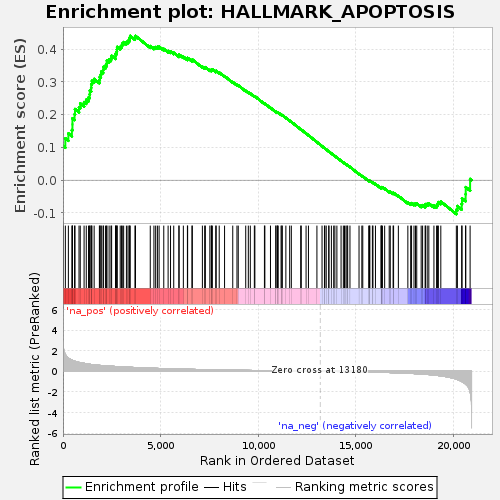 Enrichment plot: HALLMARK_APOPTOSIS
Enrichment score (ES)
0.4
0.3
0.2
0.1
0.0
-0.1
'na_pos' (positively correlated)
Ranked list metric (PreRanked)
6
4
2
0
-2
-4
-6
Zero cross at 13180
'na_neg' (negatively correlated)
0
5,000
10,000
15,000
20,000
Rank in Ordered Dataset
Enrichment profile
Hits
Ranking metric scores